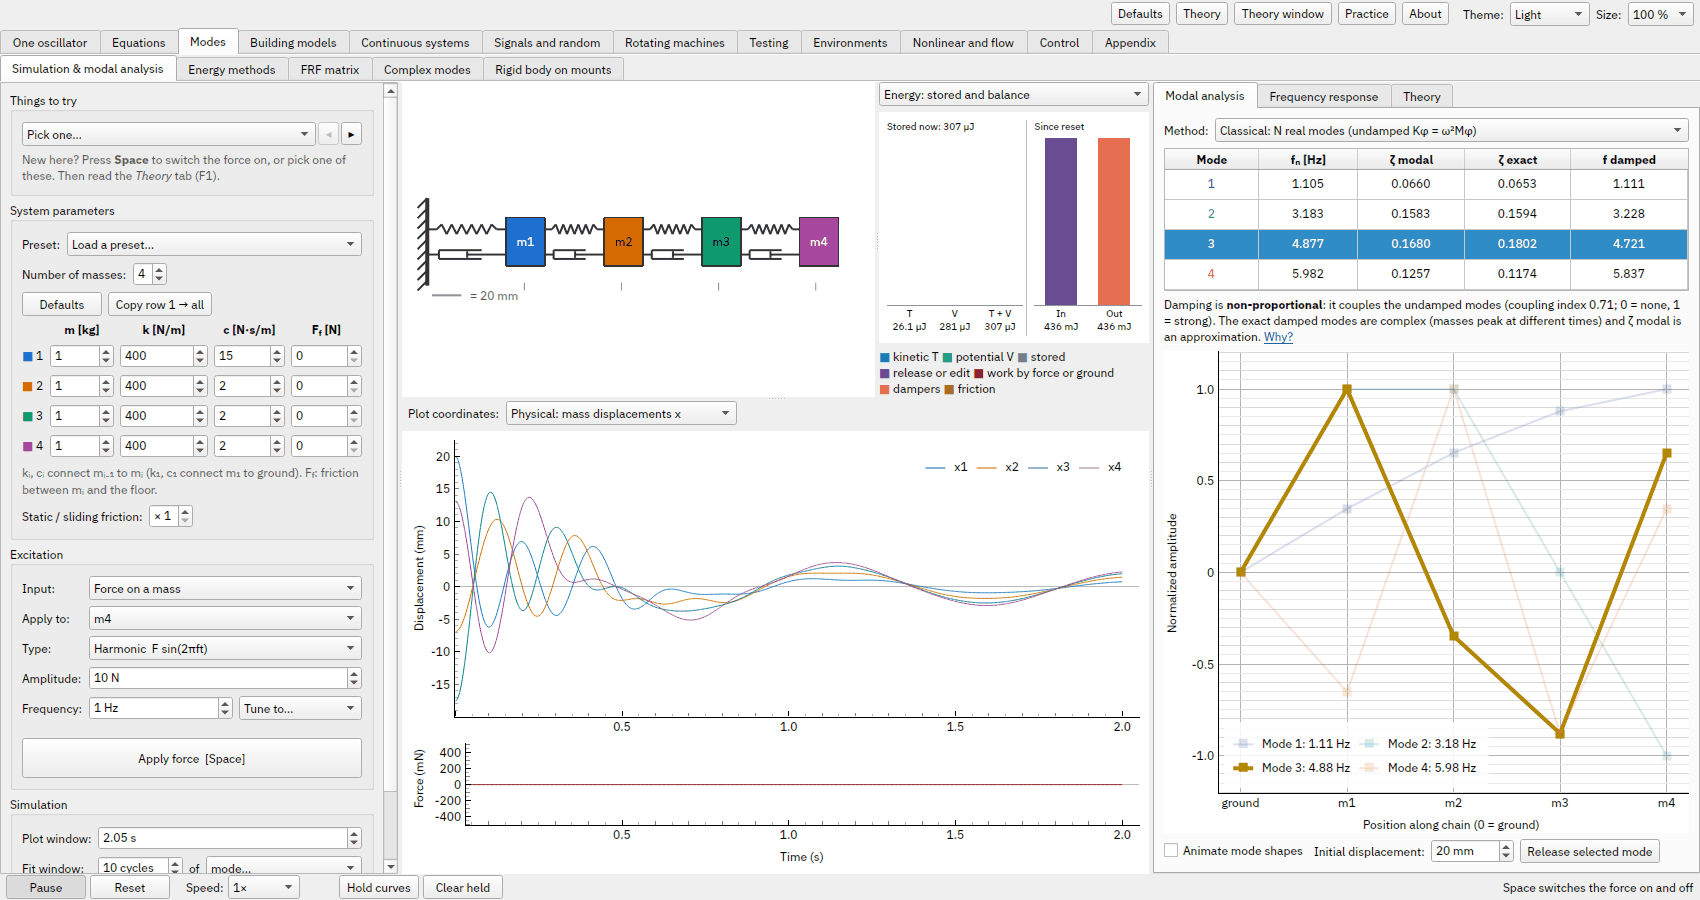 Defaults Theory Theory window Practice About Theme: Light Size: 100 %
One oscillator Equations Modes Building models Continuous systems Signals and random Rotating machines Testing Environments Nonlinear and flow Control Appendix
Simulation & modal analysis Energy methods FRF matrix Complex modes Rigid body on mounts
Things to try
Pick one...
New here? Press Space to switch the force on, or pick one of
these. Then read the Theory tab (F1).
System parameters
Preset: Load a preset...
Number of masses: 4
Defaults Copy row 1 → all
m [kg] k [N/m] c [N·s/m] Fᵣ [N]
1 1 400 15 0
2 1 400 2 0
3 1 400 2 0
4 1 400 2 0
kᵢ, cᵢ connect mᵢ₋₁ to mᵢ (k₁, c₁ connect m₁ to ground). Fᵣ: friction
between mᵢ and the floor.
Static / sliding friction: × 1
Excitation
Input: Force on a mass
Apply to: m4
Type: Harmonic F sin(2πft)
Amplitude: 10 N
Frequency: 1 Hz Tune to...
Apply force [Space]
Simulation
Plot window: 2.05 s
Fit window: 10 cycles of mode...
Pause Reset Speed: 1× Hold curves Clear held
m1 m2 m3 m4
= 20 mm
Energy: stored and balance
Stored now: 307 µJ Since reset
T V T + V In Out
26.1 µJ 281 µJ 307 µJ 436 mJ 436 mJ
kinetic T potential V stored
release or edit work by force or ground
dampers friction
Plot coordinates: Physical: mass displacements x
x1 x2 x3 x4
Displacement (mm)
20
15
10
5
0
-5
-10
-15
0.5 1.0 1.5 2.0
Force (mN)
400
200
0
-200
-400
0.5 1.0 1.5 2.0
Time (s)
Modal analysis Frequency response Theory
Method: Classical: N real modes (undamped Kφ = ω²Mφ)
Mode fₙ [Hz] ζ modal ζ exact f damped
1 1.105 0.0660 0.0653 1.111
2 3.183 0.1583 0.1594 3.228
3 4.877 0.1680 0.1802 4.721
4 5.982 0.1257 0.1174 5.837
Damping is non-proportional: it couples the undamped modes (coupling index 0.71; 0 = none, 1
= strong). The exact damped modes are complex (masses peak at different times) and ζ modal is
an approximation. Why?
Normalized amplitude
1.0
0.5
0
-0.5
-1.0
Mode 1: 1.11 Hz Mode 2: 3.18 Hz
Mode 3: 4.88 Hz Mode 4: 5.98 Hz
ground m1 m2 m3 m4
Position along chain (0 = ground)
Animate mode shapes Initial displacement: 20 mm Release selected mode
Space switches the force on and off